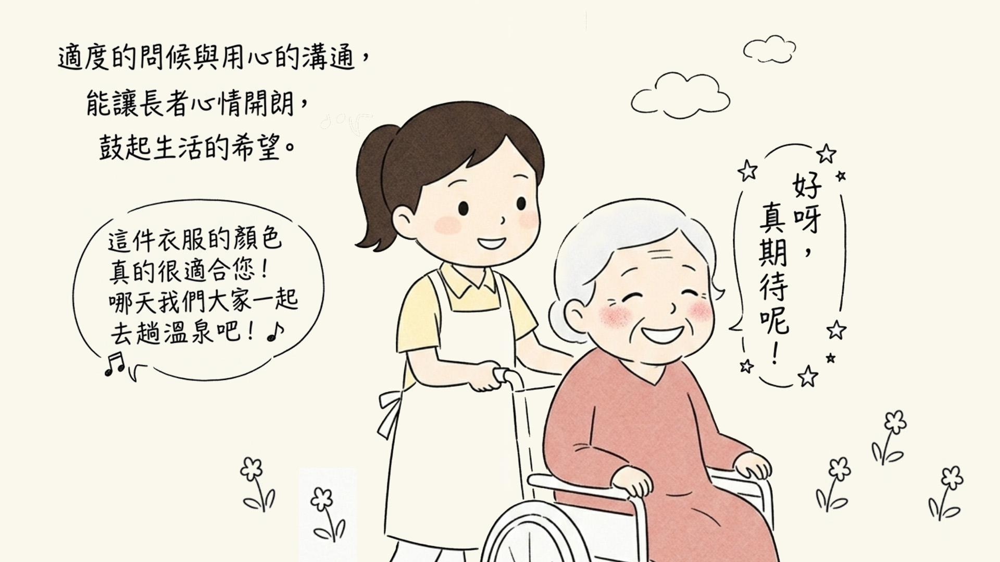 適度的問候與用心的溝通，
能讓長者心情開朗，
鼓起生活的希望。
這件衣服的顏色
真的很適合您！
哪天我們大家一起
去趟溫泉吧！
好呀，
真期待呢！